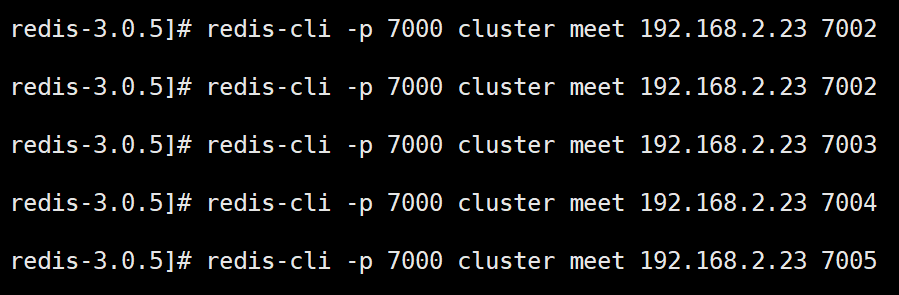 redis-3.0.5]# redis-cli -p 7000 cluster meet 192.168.2.23 7002
redis-3.0.5]# redis-cli -p 7000 cluster meet 192.168.2.23 7002
redis-3.0.5]# redis-cli -p 7000 cluster meet 192.168.2.23 7003
redis-3.0.5]# redis-cli -p 7000 cluster meet 192.168.2.23 7004
redis-3.0.5]# redis-cli -p 7000 cluster meet 192.168.2.23 7005